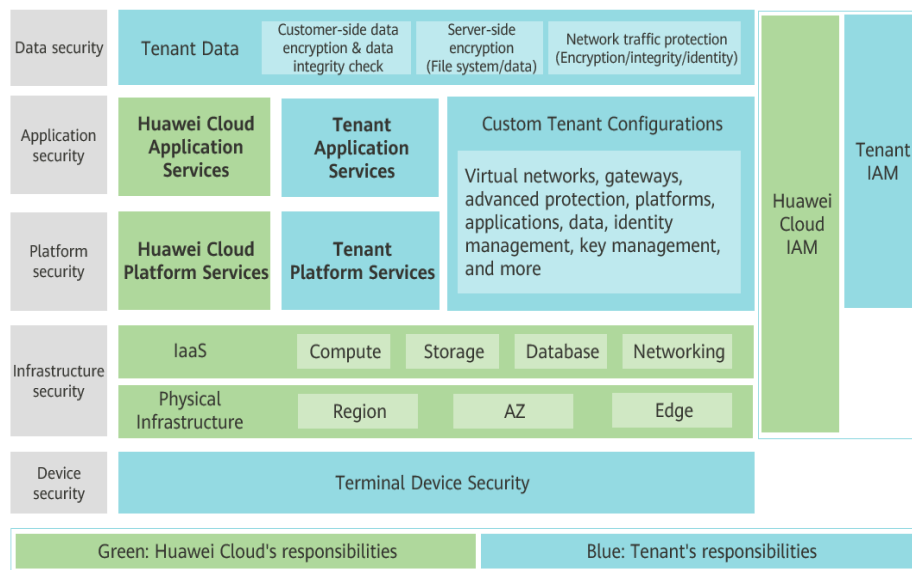 Data security
Tenant Data
Customer-side data
encryption & data
integrity check
Server-side
encryption
(File system/data)
Network traffic protection
(Encryption/integrity/identity)
Application
security
Huawei Cloud
Application
Services
Tenant
Application
Services
Custom Tenant Configurations
Virtual networks, gateways,
advanced protection, platforms,
applications, data, identity
management, key management,
and more
Platform
security
Huawei Cloud
Platform Services
Tenant
Platform Services
Huawei
Cloud
IAM
Tenant
IAM
Infrastructure
security
IaaS
Compute
Storage
Database
Networking
Physical
Infrastructure
Region
AZ
Edge
Device
security
Terminal Device Security
Green: Huawei Cloud's responsibilities
Blue: Tenant's responsibilities